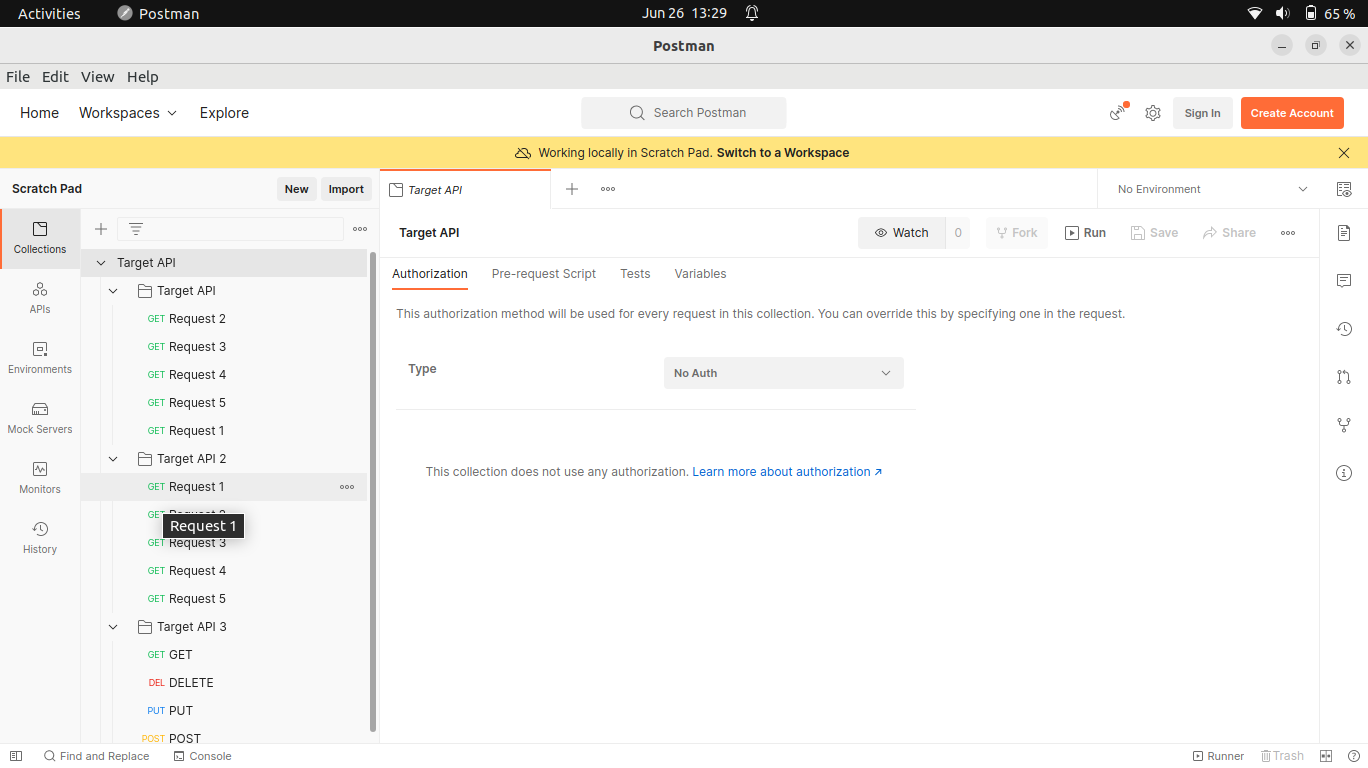 Activities Postman Jun 26 13:29 65 %
Postman
File Edit View Help
Home Workspaces Explore Search Postman Sign In Create Account
Working locally in Scratch Pad. Switch to a Workspace
Scratch Pad New Import Target API No Environment
Collections
APIs
Environments
Mock Servers
Monitors
History
Target API
Target API
GET Request 2
GET Request 3
GET Request 4
GET Request 5
GET Request 1
Target API 2
GET Request 1
GET
Request 1
GET Request 3
GET Request 4
GET Request 5
Target API 3
GET GET
DEL DELETE
PUT PUT
POST POST
Target API Watch 0 Fork Run Save Share
Authorization Pre-request Script Tests Variables
This authorization method will be used for every request in this collection. You can override this by specifying one in the request.
Type No Auth
This collection does not use any authorization. Learn more about authorization ↗
Find and Replace Console Runner Trash